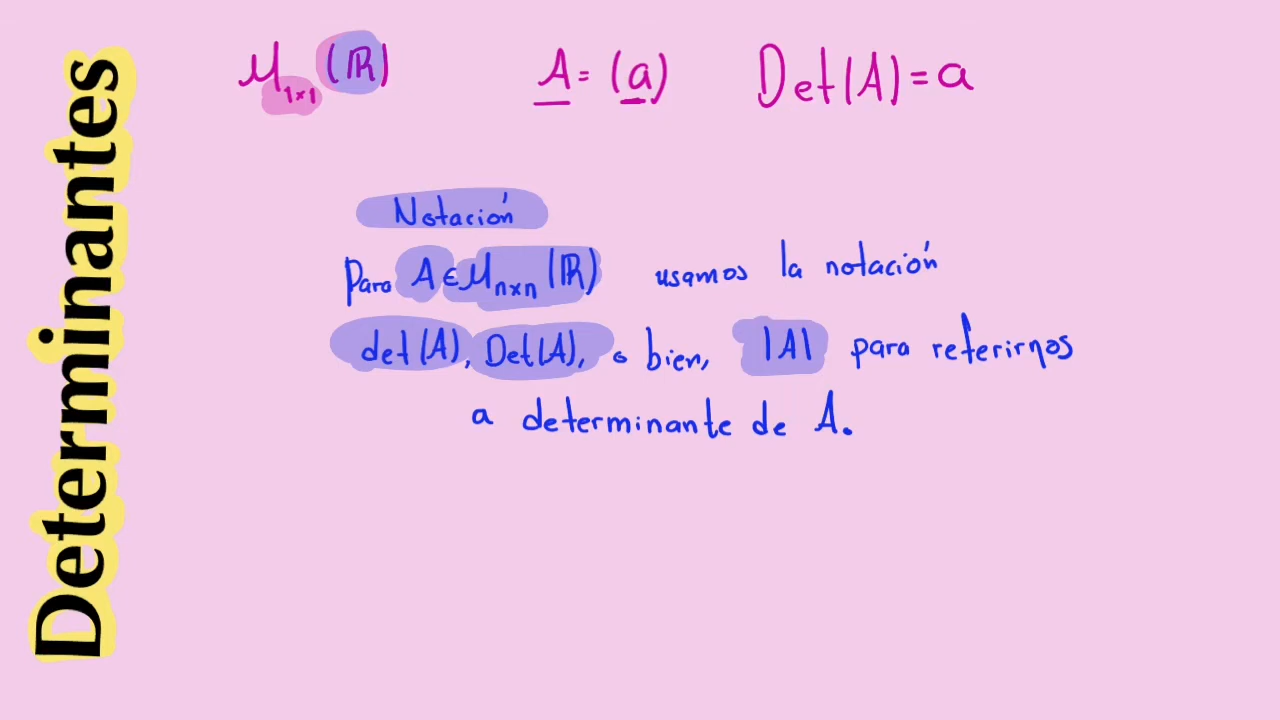 Determinantes
M₁ₓ₁ (ℝ) A = (a) Det(A) = a
Notación
Para A ∈ Mₙₓₙ (ℝ) usamos la notación
det(A), Det(A), o bien, |A| para referirnos
a determinante de A.